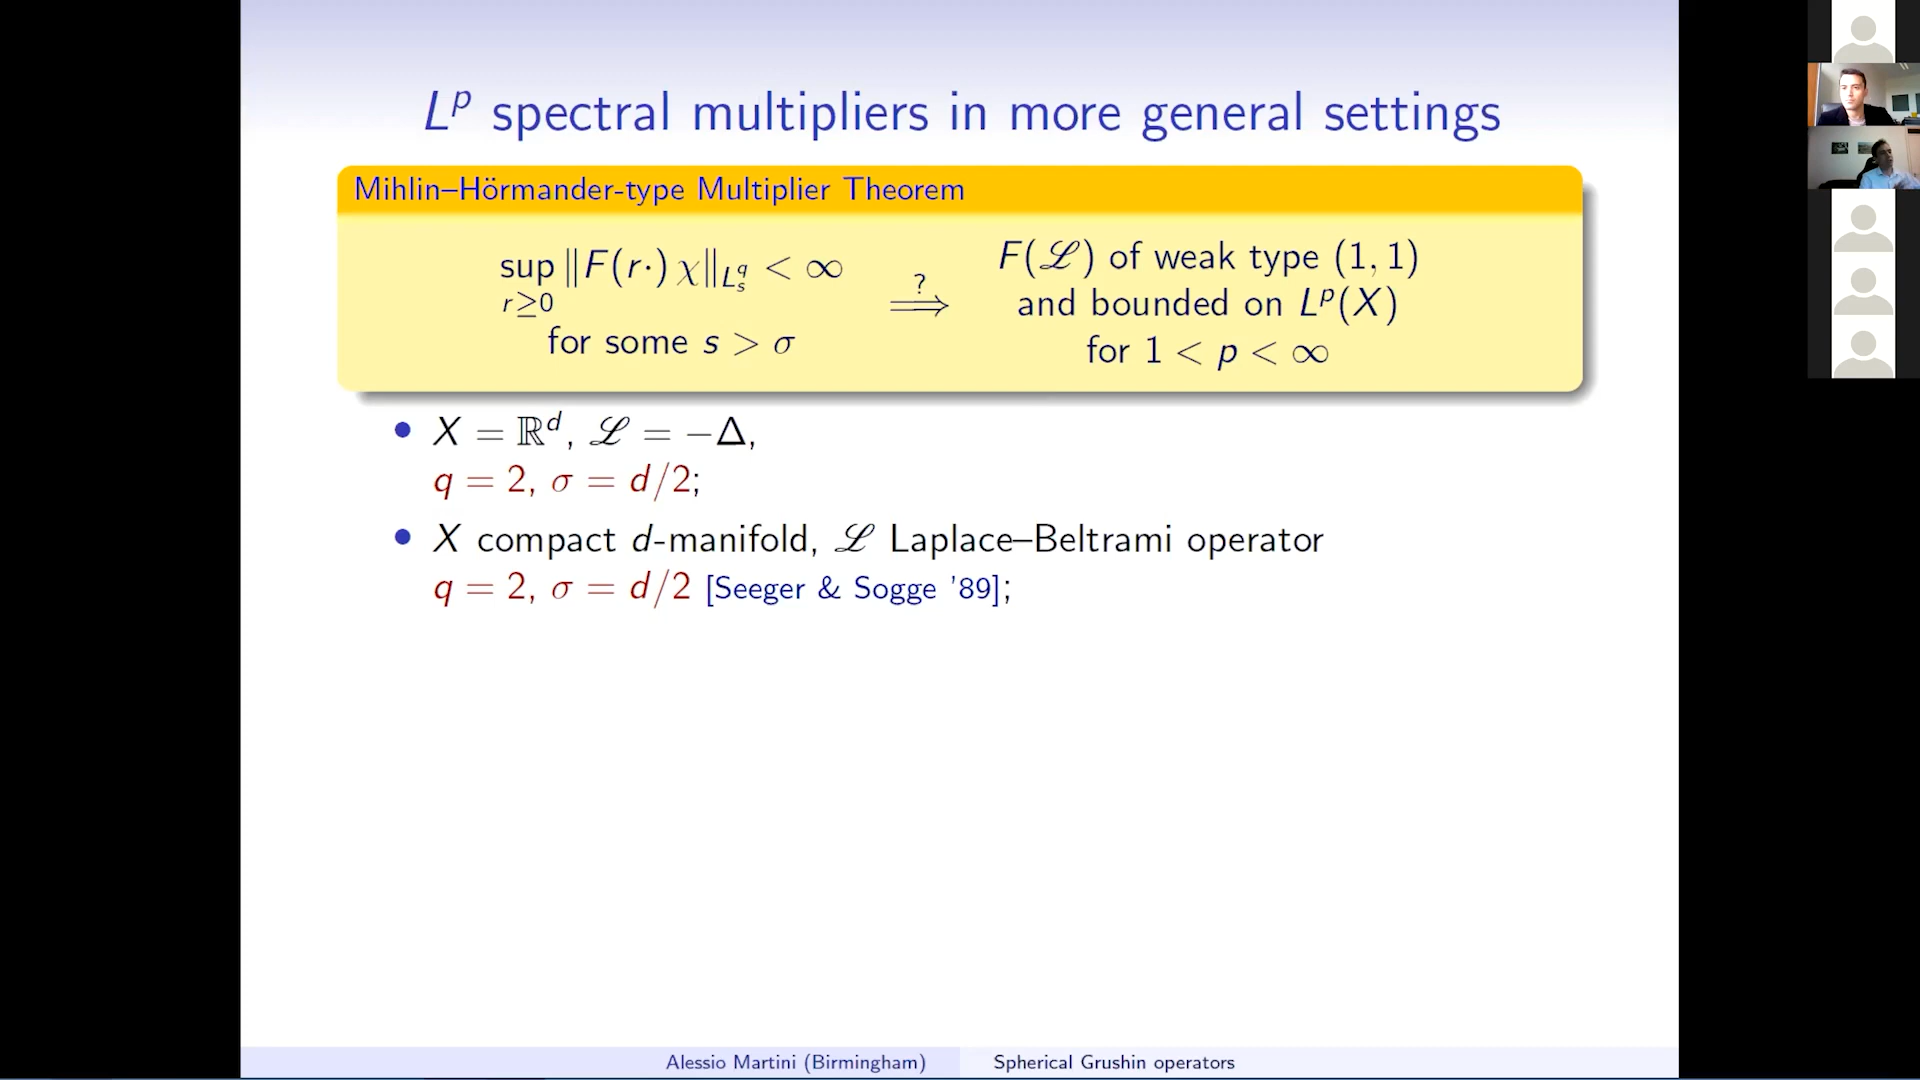 L^p spectral multipliers in more general settings
Mihlin–Hörmander-type Multiplier Theorem
sup_{r≥0} ‖F(r·) χ‖_{L^q_s} < ∞
for some s > σ
?
⟹
F(ℒ) of weak type (1, 1)
and bounded on L^p(X)
for 1 < p < ∞
• X = ℝ^d, ℒ = −Δ,
q = 2, σ = d/2;
• X compact d-manifold, ℒ Laplace–Beltrami operator
q = 2, σ = d/2 [Seeger & Sogge '89];
Alessio Martini (Birmingham)
Spherical Grushin operators